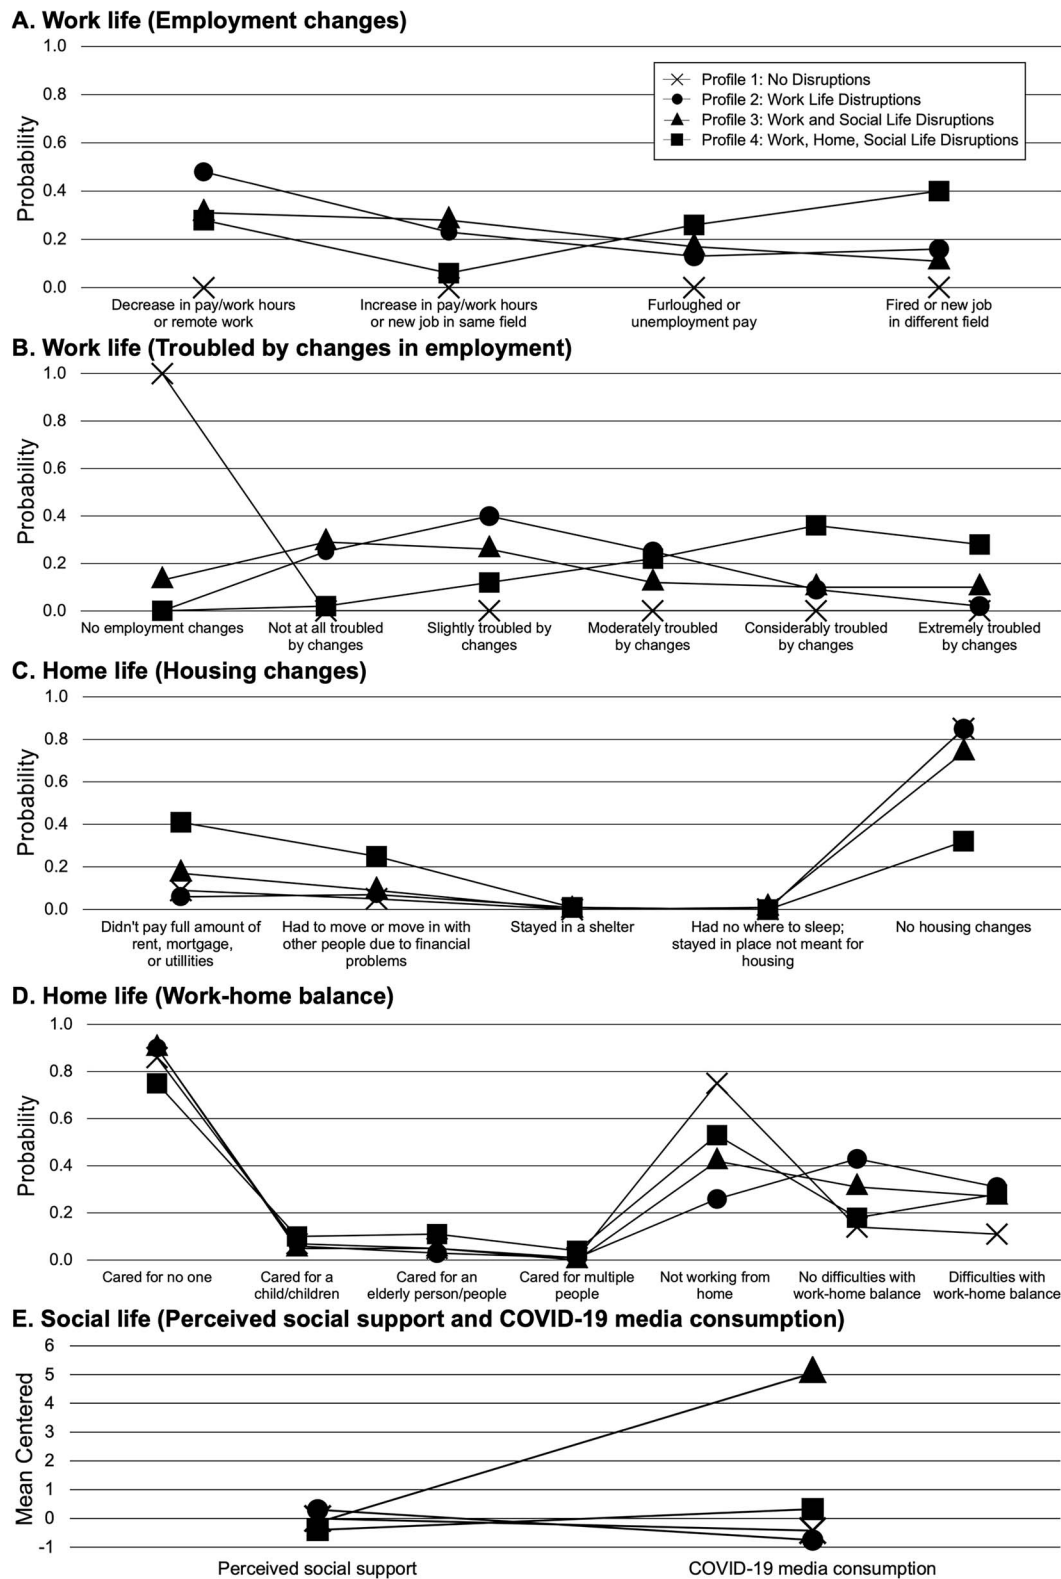 A. Work life (Employment changes)
1.0
0.8
0.6
0.4
0.2
0.0
Probability
Profile 1: No Disruptions
Profile 2: Work Life Distruptions
Profile 3: Work and Social Life Disruptions
Profile 4: Work, Home, Social Life Disruptions
Decrease in pay/work hours
or remote work
Increase in pay/work hours
or new job in same field
Furloughed or
unemployment pay
Fired or new job
in different field
B. Work life (Troubled by changes in employment)
1.0
0.8
0.6
0.4
0.2
0.0
Probability
No employment changes
Not at all troubled
by changes
Slightly troubled by
changes
Moderately troubled
by changes
Considerably troubled
by changes
Extremely troubled
by changes
C. Home life (Housing changes)
1.0
0.8
0.6
0.4
0.2
0.0
Probability
Didn't pay full amount of
rent, mortgage,
or utillities
Had to move or move in with
other people due to financial
problems
Stayed in a shelter
Had no where to sleep;
stayed in place not meant for
housing
No housing changes
D. Home life (Work-home balance)
1.0
0.8
0.6
0.4
0.2
0.0
Probability
Cared for no one
Cared for a
child/children
Cared for an
elderly person/people
Cared for multiple
people
Not working from
home
No difficulties with
work-home balance
Difficulties with
work-home balance
E. Social life (Perceived social support and COVID-19 media consumption)
6
5
4
3
2
1
0
-1
Mean Centered
Perceived social support
COVID-19 media consumption